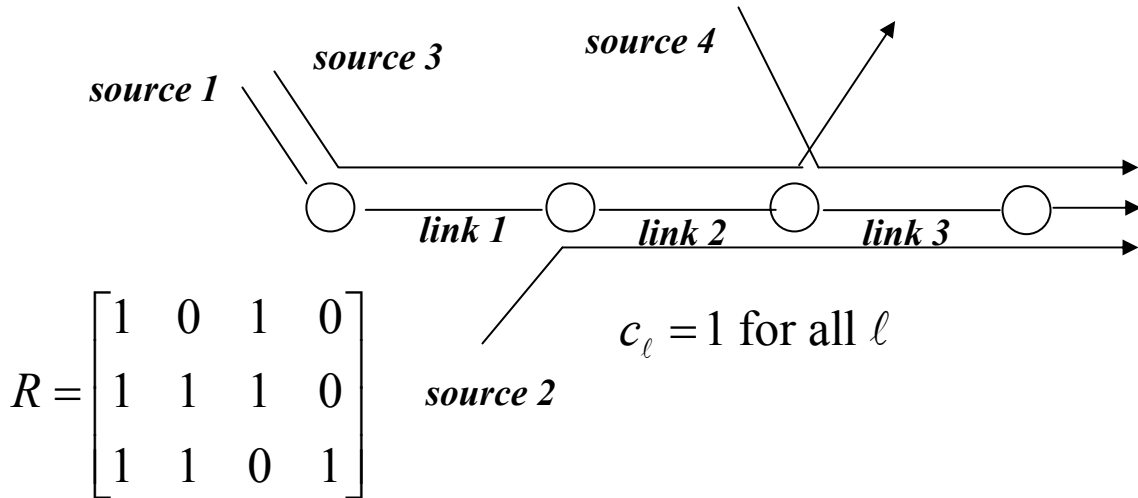 source 3
source 4
source 1
link 1
link 2
link 3
R = [1 0 1 0
1 1 1 0
1 1 0 1]
c_ℓ = 1 for all ℓ
source 2